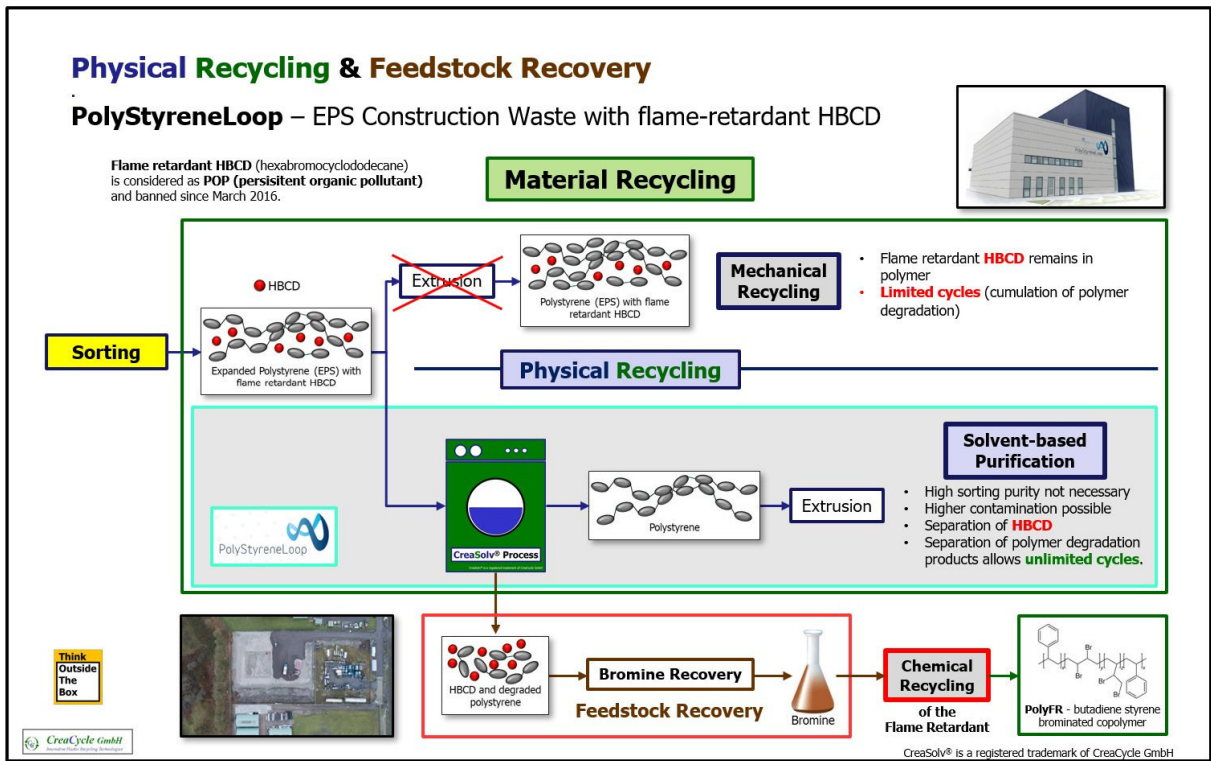 Physical Recycling & Feedstock Recovery
.
PolyStyreneLoop – EPS Construction Waste with flame-retardant HBCD
Flame retardant HBCD (hexabromocyclododecane)
is considered as POP (persisitent organic pollutant)
and banned since March 2016.
Material Recycling
PolyStyreneLoop
HBCD
Extrusion
Polystyrene (EPS) with flame
retardant HBCD
Mechanical
Recycling
• Flame retardant HBCD remains in
polymer
• Limited cycles (cumulation of polymer
degradation)
Sorting
Expanded Polystyrene (EPS) with
flame retardant HBCD
Physical Recycling
PolyStyreneLoop
CreaSolv® Process
Polystyrene
Extrusion
Solvent-based
Purification
• High sorting purity not necessary
• Higher contamination possible
• Separation of HBCD
• Separation of polymer degradation
products allows unlimited cycles.
Think
Outside
The
Box
HBCD and degraded
polystyrene
Bromine Recovery
Feedstock Recovery
Bromine
Chemical
Recycling
of the
Flame Retardant
Br
Br
Br
Br
PolyFR - butadiene styrene
brominated copolymer
CreaCycle GmbH
CreaSolv® is a registered trademark of CreaCycle GmbH